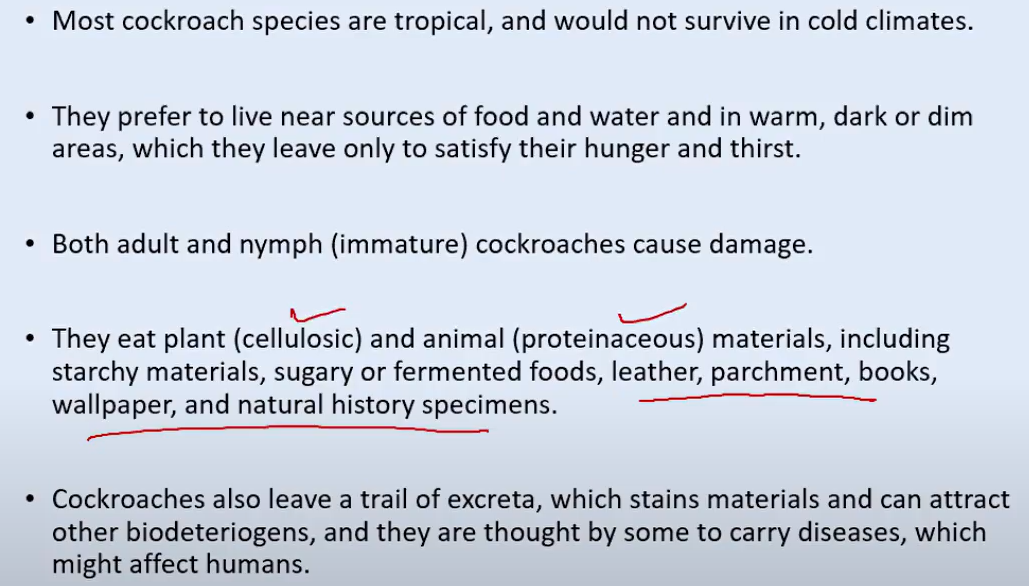 • Most cockroach species are tropical, and would not survive in cold climates.
• They prefer to live near sources of food and water and in warm, dark or dim
areas, which they leave only to satisfy their hunger and thirst.
• Both adult and nymph (immature) cockroaches cause damage.
• They eat plant (cellulosic) and animal (proteinaceous) materials, including
starchy materials, sugary or fermented foods, leather, parchment, books,
wallpaper, and natural history specimens.
• Cockroaches also leave a trail of excreta, which stains materials and can attract
other biodeteriogens, and they are thought by some to carry diseases, which
might affect humans.